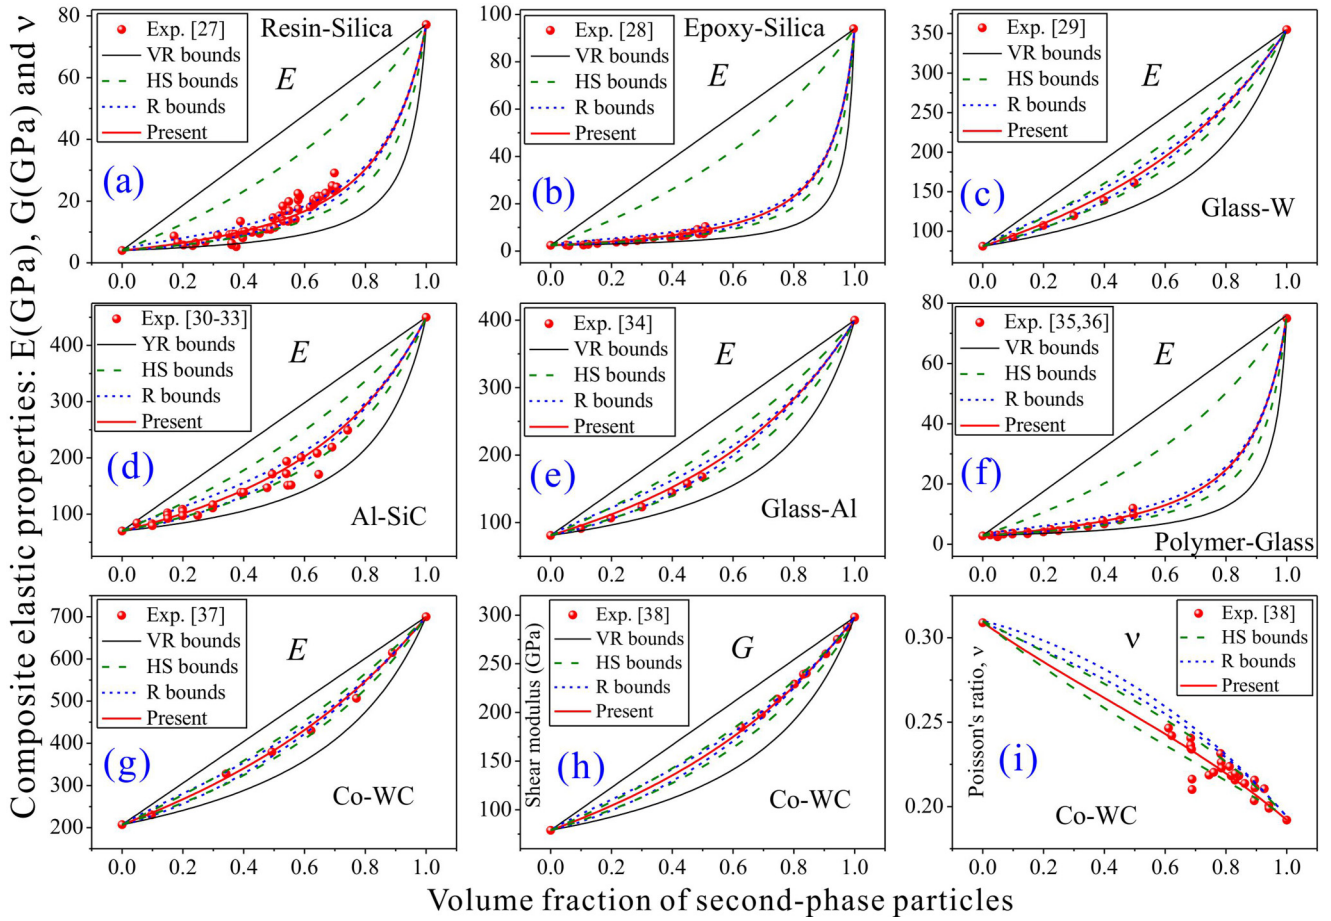 Composite elastic properties: E(GPa), G(GPa) and ν
80
60
40
20
0
Exp. [27]
VR bounds
HS bounds
R bounds
Present
Resin-Silica
E
(a)
0.0 0.2 0.4 0.6 0.8 1.0
100
80
60
40
20
0
Exp. [28]
VR bounds
HS bounds
R bounds
Present
Epoxy-Silica
E
(b)
0.0 0.2 0.4 0.6 0.8 1.0
350
300
250
200
150
100
Exp. [29]
VR bounds
HS bounds
R bounds
Present
E
(c)
Glass-W
0.0 0.2 0.4 0.6 0.8 1.0
400
300
200
100
Exp. [30-33]
YR bounds
HS bounds
R bounds
Present
E
(d)
Al-SiC
0.0 0.2 0.4 0.6 0.8 1.0
400
300
200
100
Exp. [34]
VR bounds
HS bounds
R bounds
Present
E
(e)
Glass-Al
0.0 0.2 0.4 0.6 0.8 1.0
80
60
40
20
0
Exp. [35,36]
VR bounds
HS bounds
R bounds
Present
E
(f)
Polymer-Glass
0.0 0.2 0.4 0.6 0.8 1.0
700
600
500
400
300
200
Exp. [37]
VR bounds
HS bounds
R bounds
Present
E
(g)
Co-WC
0.0 0.2 0.4 0.6 0.8 1.0
Shear modulus (GPa)
300
250
200
150
100
50
Exp. [38]
VR bounds
HS bounds
R bounds
Present
G
(h)
Co-WC
0.0 0.2 0.4 0.6 0.8 1.0
Poisson's ratio, ν
0.30
0.25
0.20
Exp. [38]
HS bounds
R bounds
Present
ν
(i)
Co-WC
0.0 0.2 0.4 0.6 0.8 1.0
Volume fraction of second-phase particles